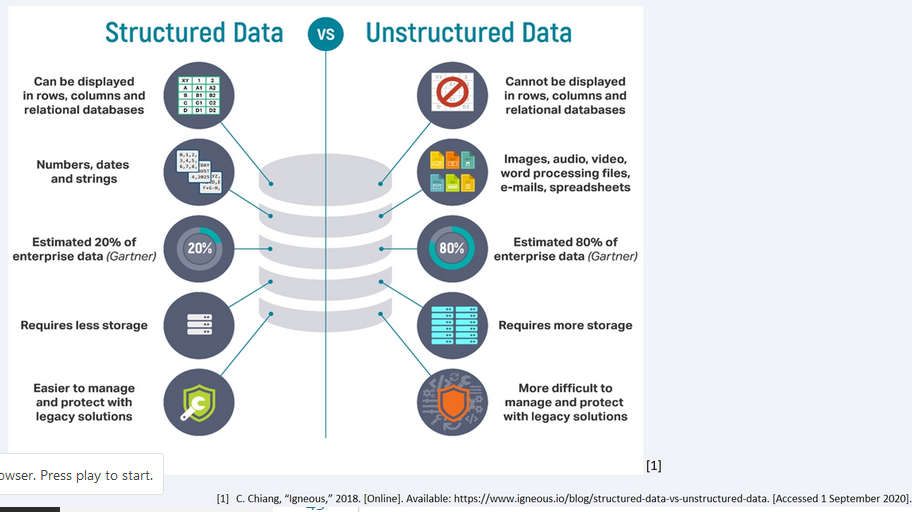 Structured Data
VS
Unstructured Data
Can be displayed
in rows, columns and
relational databases
XY 1 2
A A1 A2
B B1 B2
C C1 C2
D D1 D2
Cannot be displayed
in rows, columns and
relational databases
Numbers, dates
and strings
Images, audio, video,
word processing files,
e-mails, spreadsheets
Estimated 20% of
enterprise data (Gartner)
20%
80%
Estimated 80% of
enterprise data (Gartner)
Requires less storage
Requires more storage
Easier to manage
and protect with
legacy solutions
More difficult to
manage and protect
with legacy solutions
[1]
owser. Press play to start.
[1] C. Chiang, “Igneous,” 2018. [Online]. Available: https://www.igneous.io/blog/structured-data-vs-unstructured-data. [Accessed 1 September 2020].